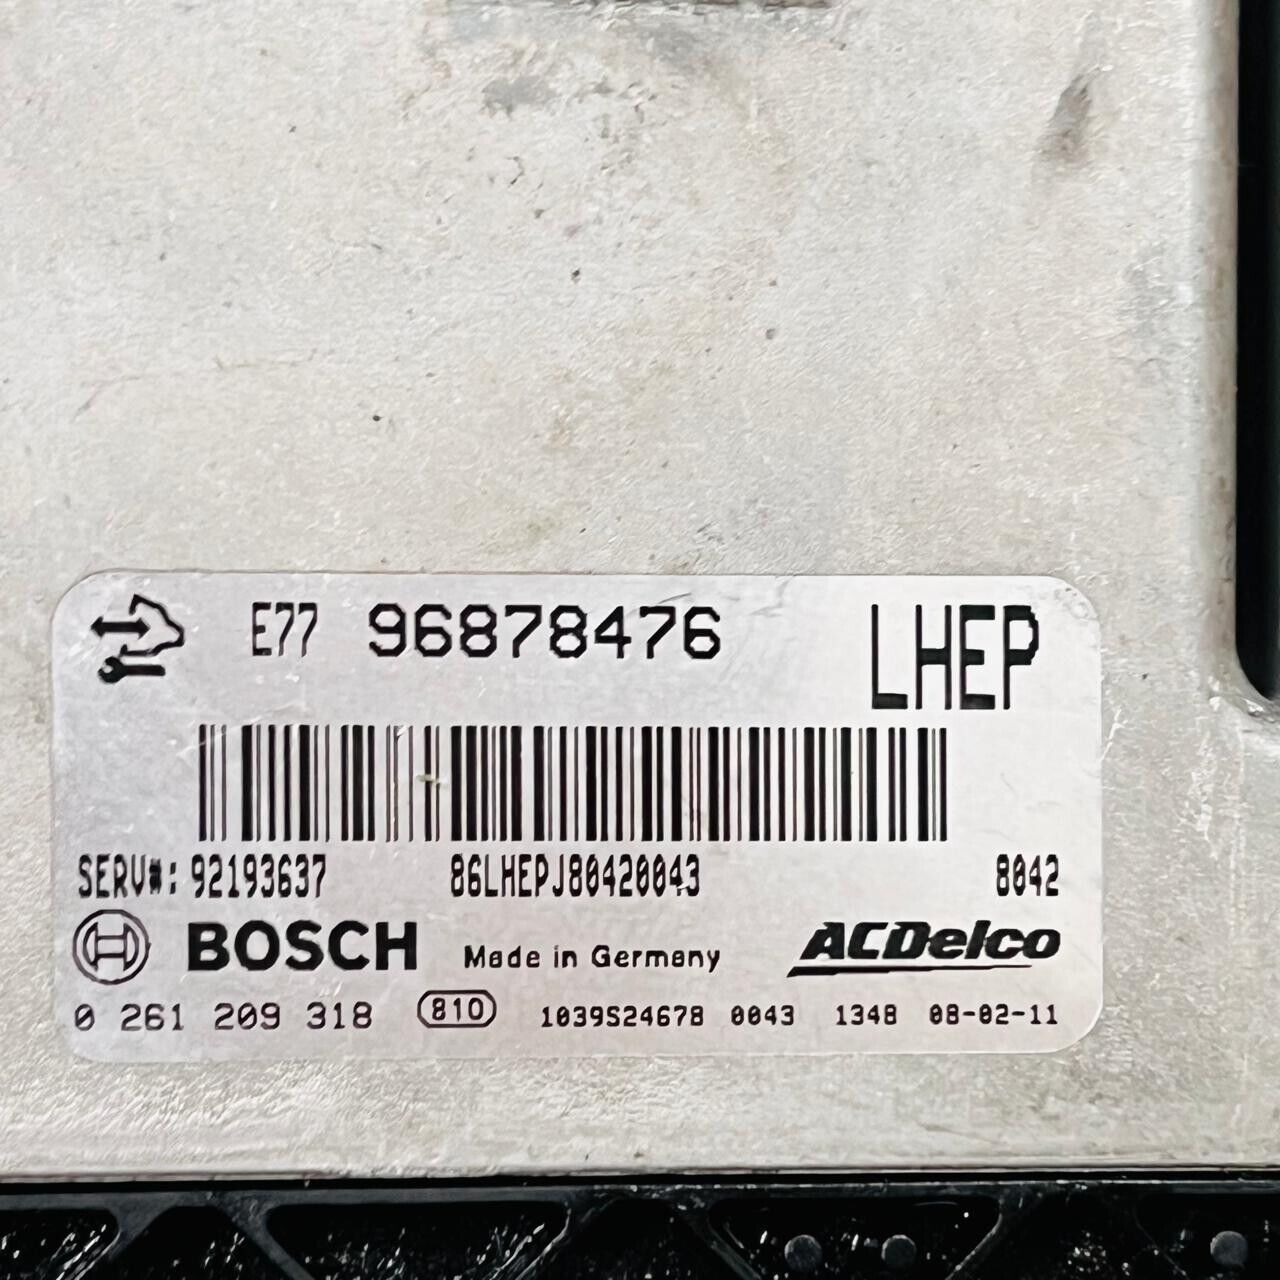 E77 96878476 LHEP
SERV#: 92193637 86LHEPJ80420043 8042
BOSCH Made in Germany ACDelco
0 261 209 318 810 1039S24678 0043 1348 08-02-11